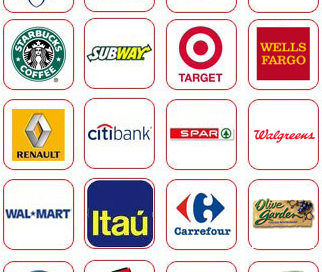 STARBUCKS
COFFEE
SUBWAY
TARGET
WELLS
FARGO
RENAULT
citibank
SPAR
Walgreens
WAL★MART
Itaú
Carrefour
Olive
Garden